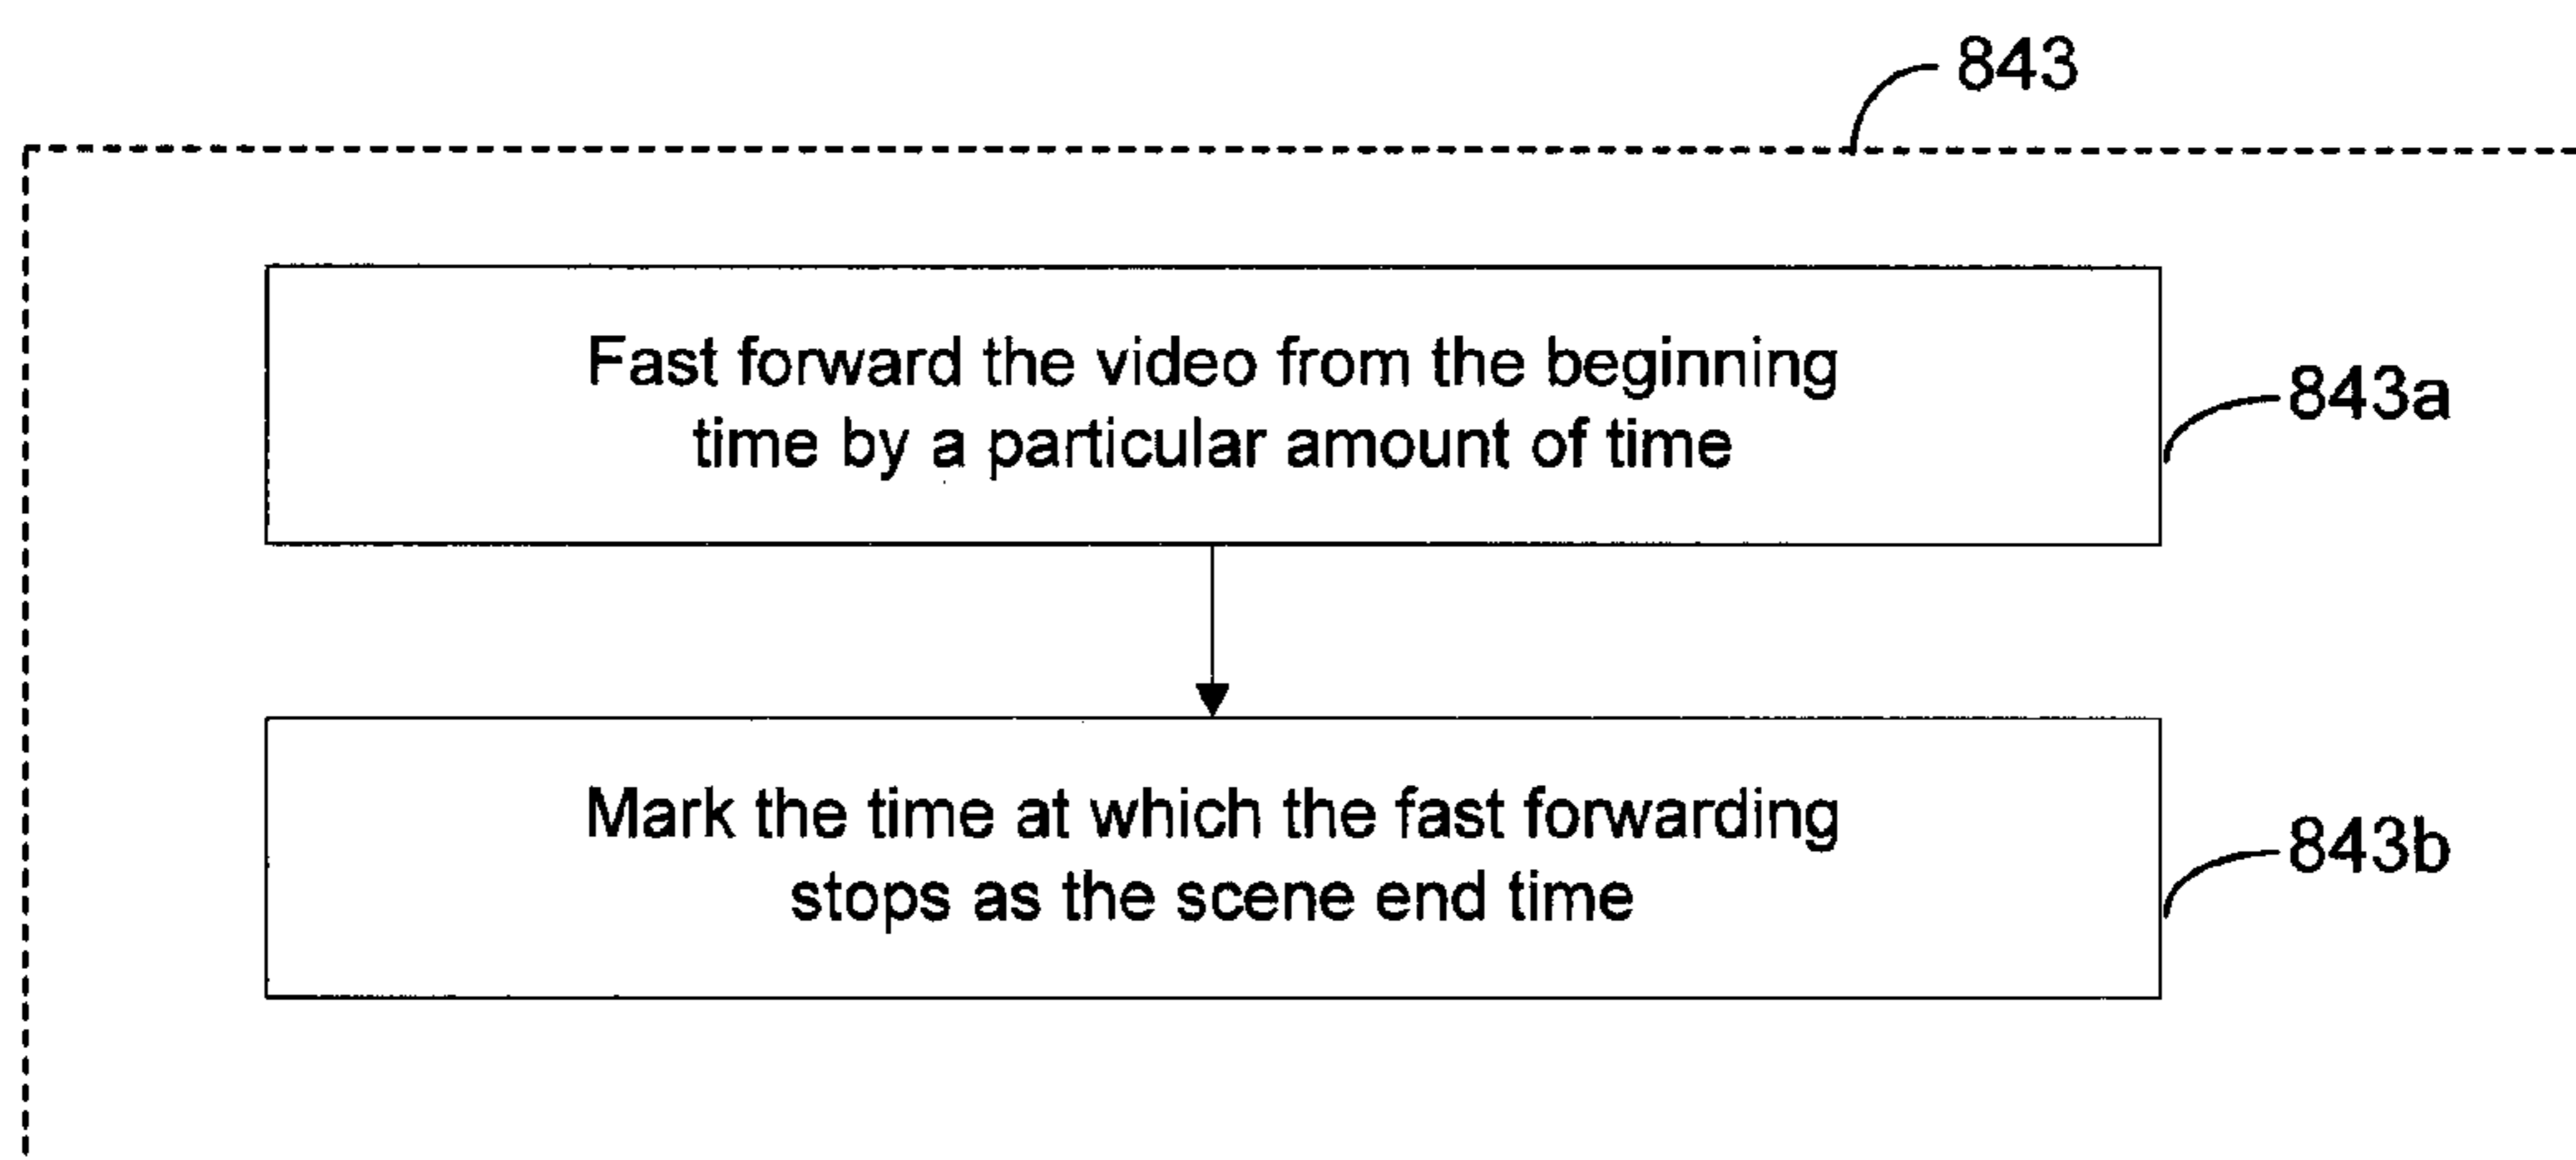 843
Fast forward the video from the beginning
time by a particular amount of time
843a
Mark the time at which the fast forwarding
stops as the scene end time
843b